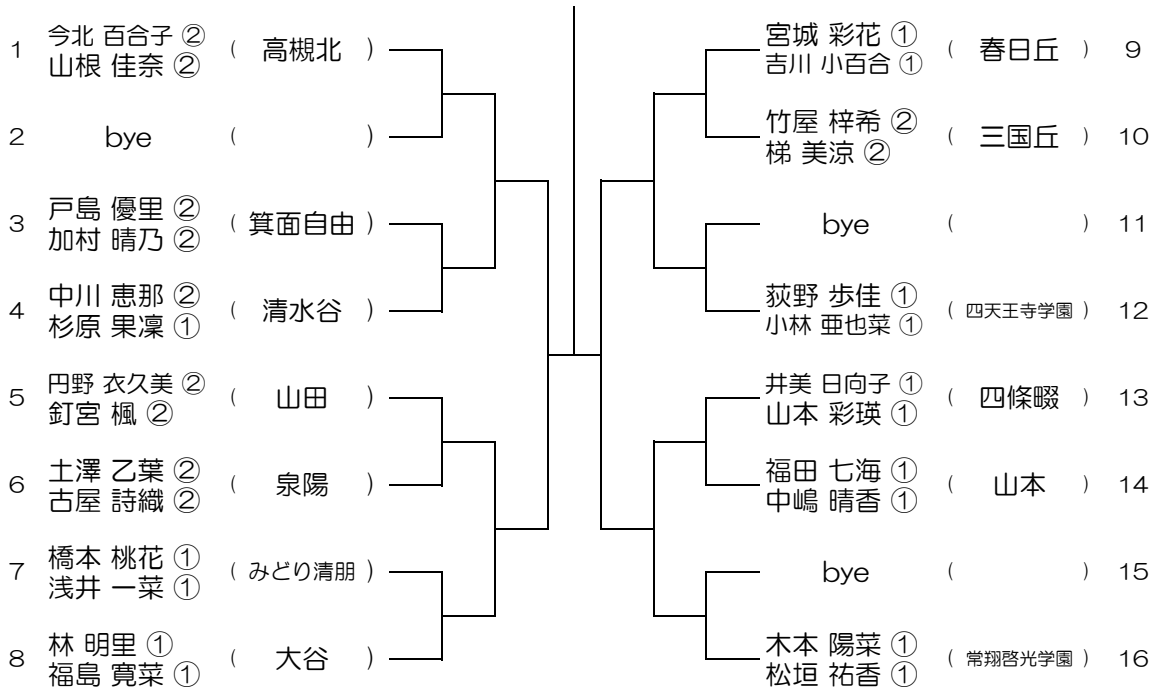 1 今北 百合子 ② ( 高槻北 )
山根 佳奈 ②
2 bye ( )
3 戸島 優里 ② ( 箕面自由 )
加村 晴乃 ②
4 中川 恵那 ② ( 清水谷 )
杉原 果凜 ①
5 円野 衣久美 ② ( 山田 )
釘宮 楓 ②
6 土澤 乙葉 ② ( 泉陽 )
古屋 詩織 ②
7 橋本 桃花 ① ( みどり清朋 )
浅井 一菜 ①
8 林 明里 ① ( 大谷 )
福島 寛菜 ①
宮城 彩花 ① ( 春日丘 ) 9
吉川 小百合 ①
竹屋 梓希 ② ( 三国丘 ) 10
梯 美涼 ②
bye ( ) 11
荻野 歩佳 ① ( 四天王寺学園 ) 12
小林 亜也菜 ①
井美 日向子 ① ( 四條畷 ) 13
山本 彩瑛 ①
福田 七海 ① ( 山本 ) 14
中嶋 晴香 ①
bye ( ) 15
木本 陽菜 ① ( 常翔啓光学園 ) 16
松垣 祐香 ①